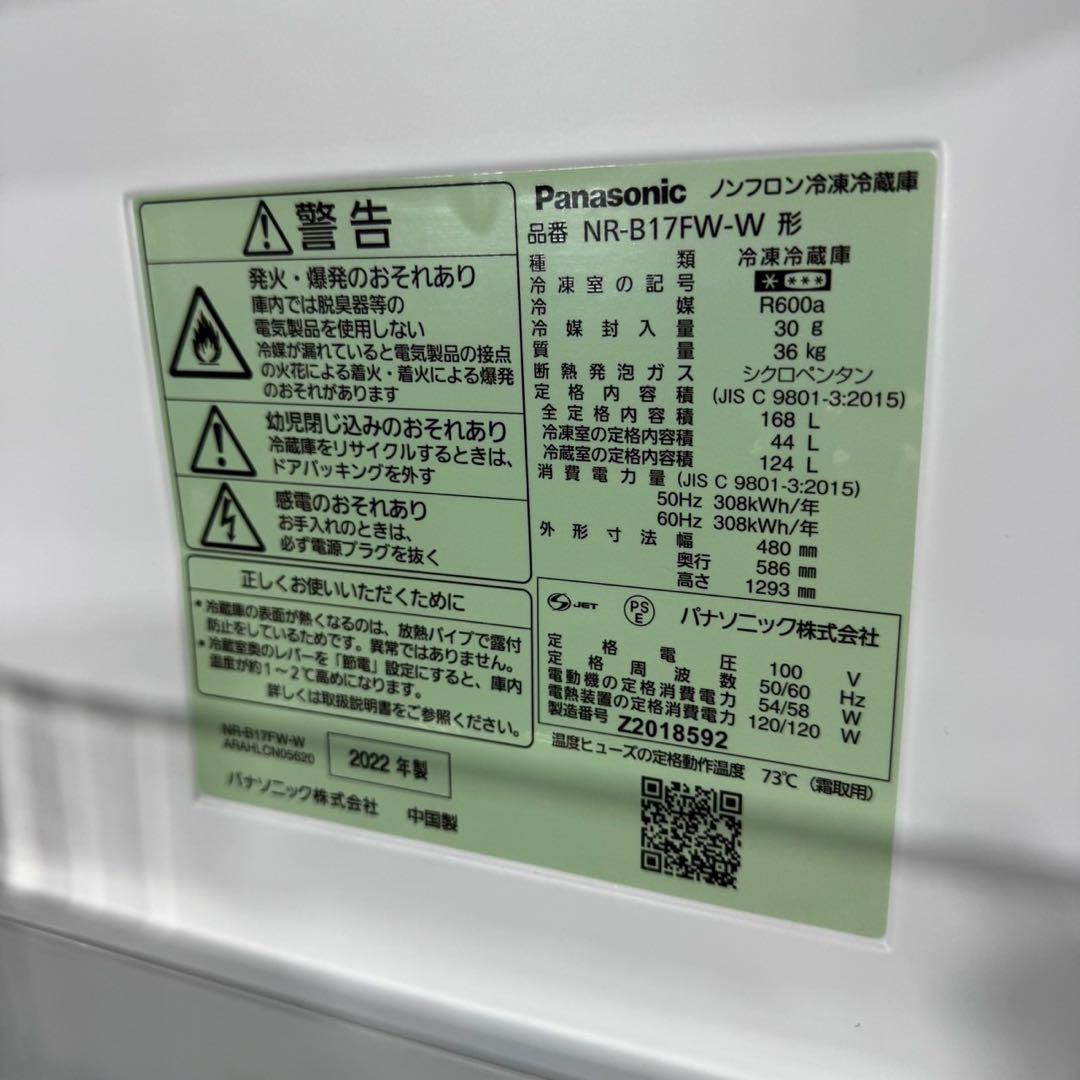 警告
発火・爆発のおそれあり
庫内では脱臭器等の
電気製品を使用しない
冷媒が漏れていると電気製品の接点
の火花による着火・着火による爆発
のおそれがあります
幼児閉じ込みのおそれあり
冷蔵庫をリサイクルするときは、
ドアパッキングを外す
感電のおそれあり
お手入れのときは、
必ず電源プラグを抜く
正しくお使いいただくために
•冷蔵庫の表面が熱くなるのは、放熱パイプで露付
防止をしているためです。異常ではありません。
•冷蔵室奥のレバーを「節電」設定にすると、庫内
温度が約1～2℃高めになります。
詳しくは取扱説明書をご参照ください。
NR-B17FW-W
ARAHLCN05620
2022年製
パナソニック株式会社 中国製
Panasonic ノンフロン冷凍冷蔵庫
品番 NR-B17FW-W 形
種類 冷凍冷蔵庫
冷凍室の記号 * ***
冷媒 R600a
冷媒封入量 30 g
質量 36 kg
断熱発泡ガス シクロペンタン
定格内容積 (JIS C 9801-3:2015)
全定格内容積 168 L
冷凍室の定格内容積 44 L
冷蔵室の定格内容積 124 L
消費電力量 (JIS C 9801-3:2015)
50Hz 308kWh/年
60Hz 308kWh/年
外形寸法 幅 480 mm
奥行 586 mm
高さ 1293 mm
JET PS E パナソニック株式会社
定格電圧 100 V
定格周波数 50/60 Hz
電動機の定格消費電力 54/58 W
電熱装置の定格消費電力 120/120 W
製造番号 Z2018592
温度ヒューズの定格動作温度 73℃（霜取用）